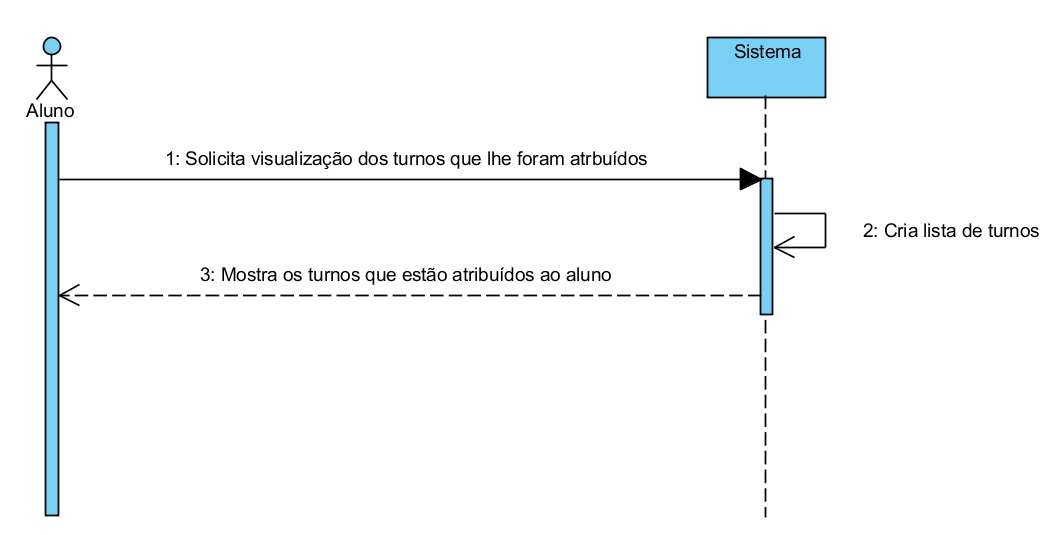 Sistema
Aluno
1: Solicita visualização dos turnos que lhe foram atrbuídos
2: Cria lista de turnos
3: Mostra os turnos que estão atribuídos ao aluno